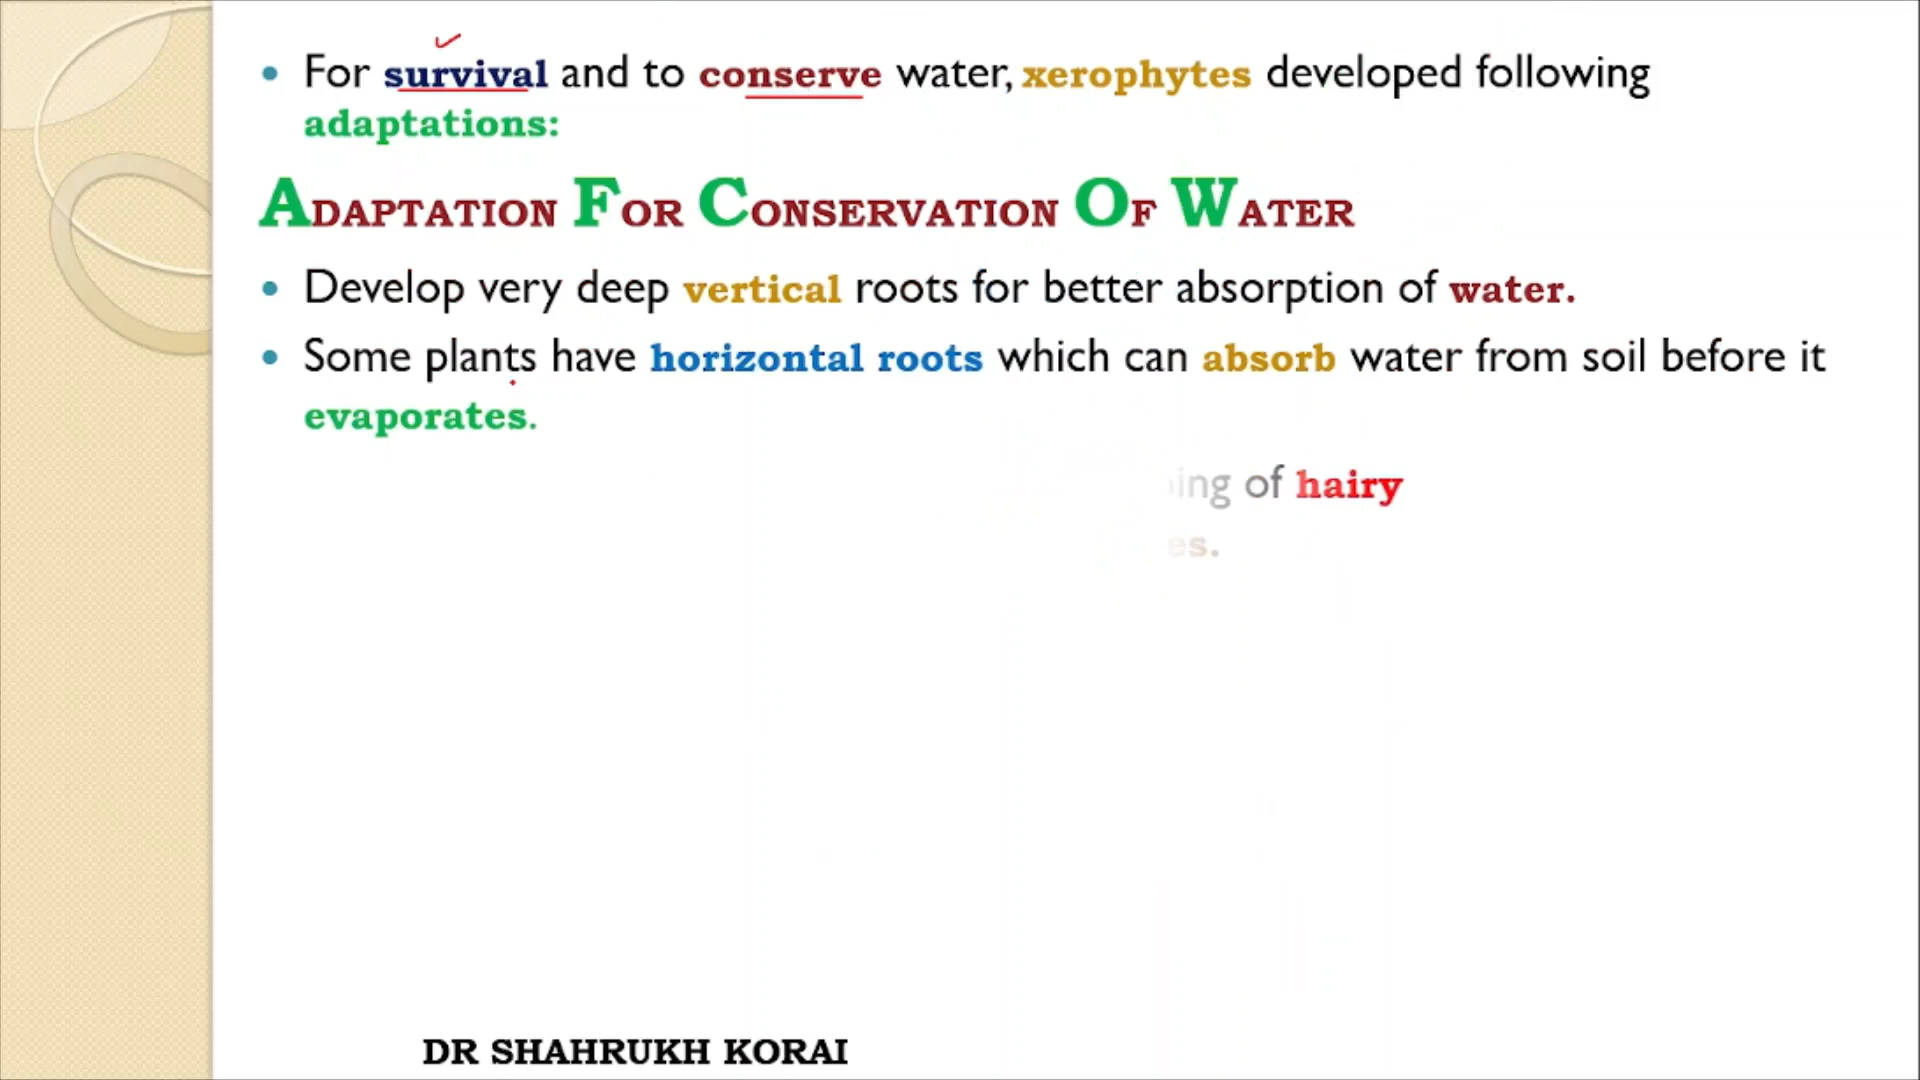 For survival and to conserve water, xerophytes developed following
adaptations:
ADAPTATION FOR CONSERVATION OF WATER
Develop very deep vertical roots for better absorption of water.
Some plants have horizontal roots which can absorb water from soil before it
evaporates.
of hairy
DR SHAHRUKH KORAI